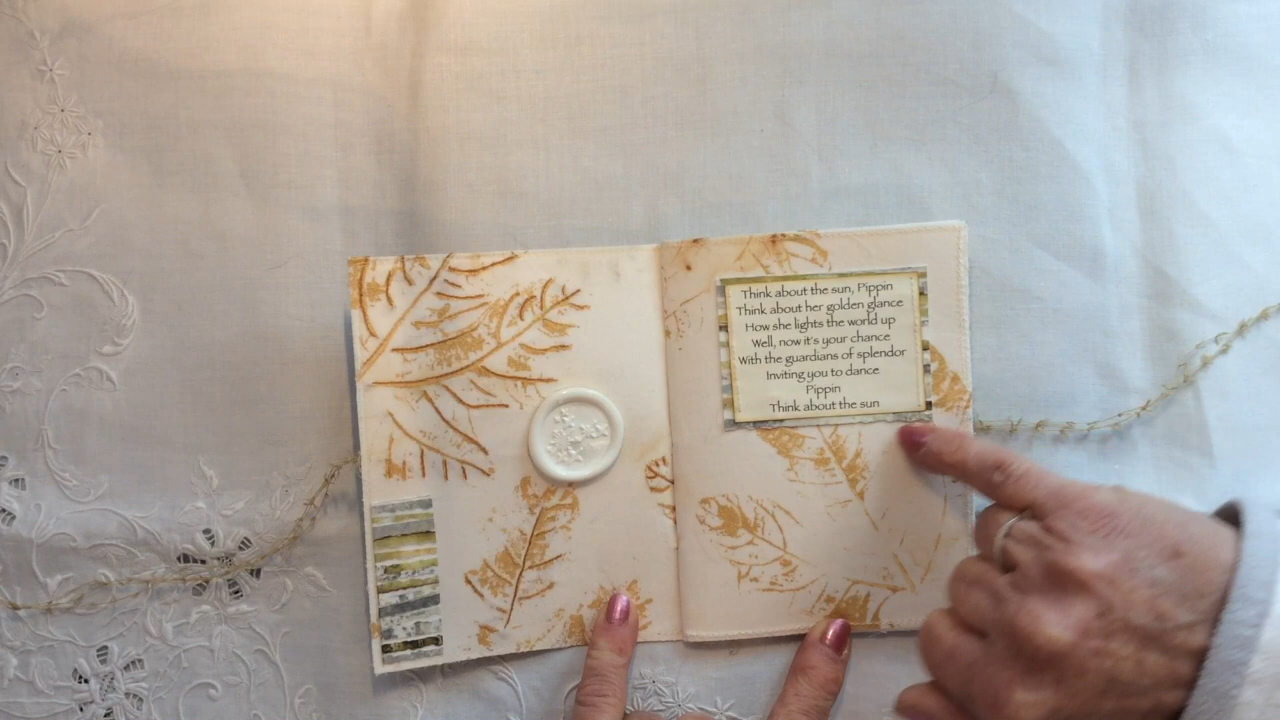 Think about the sun, Pippin
Think about her golden glance
How she lights the world up
Well, now it's your chance
With the guardians of splendor
Inviting you to dance
Pippin
Think about the sun